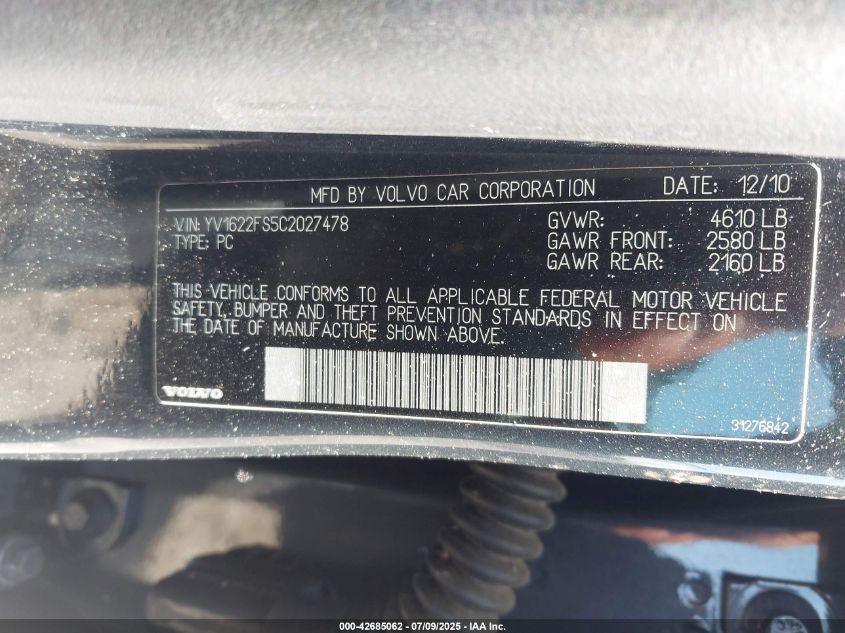 MFD BY VOLVO CAR CORPORATION DATE: 12/10
VIN: YV1622FS5C2027478 GVWR: 4610 LB
TYPE: PC GAWR FRONT: 2580 LB
GAWR REAR: 2160 LB
THIS VEHICLE CONFORMS TO ALL APPLICABLE FEDERAL MOTOR VEHICLE
SAFETY, BUMPER AND THEFT PREVENTION STANDARDS IN EFFECT ON
THE DATE OF MANUFACTURE SHOWN ABOVE.
VOLVO
31276842
000-42685062 - 07/09/2025 - IAA Inc.